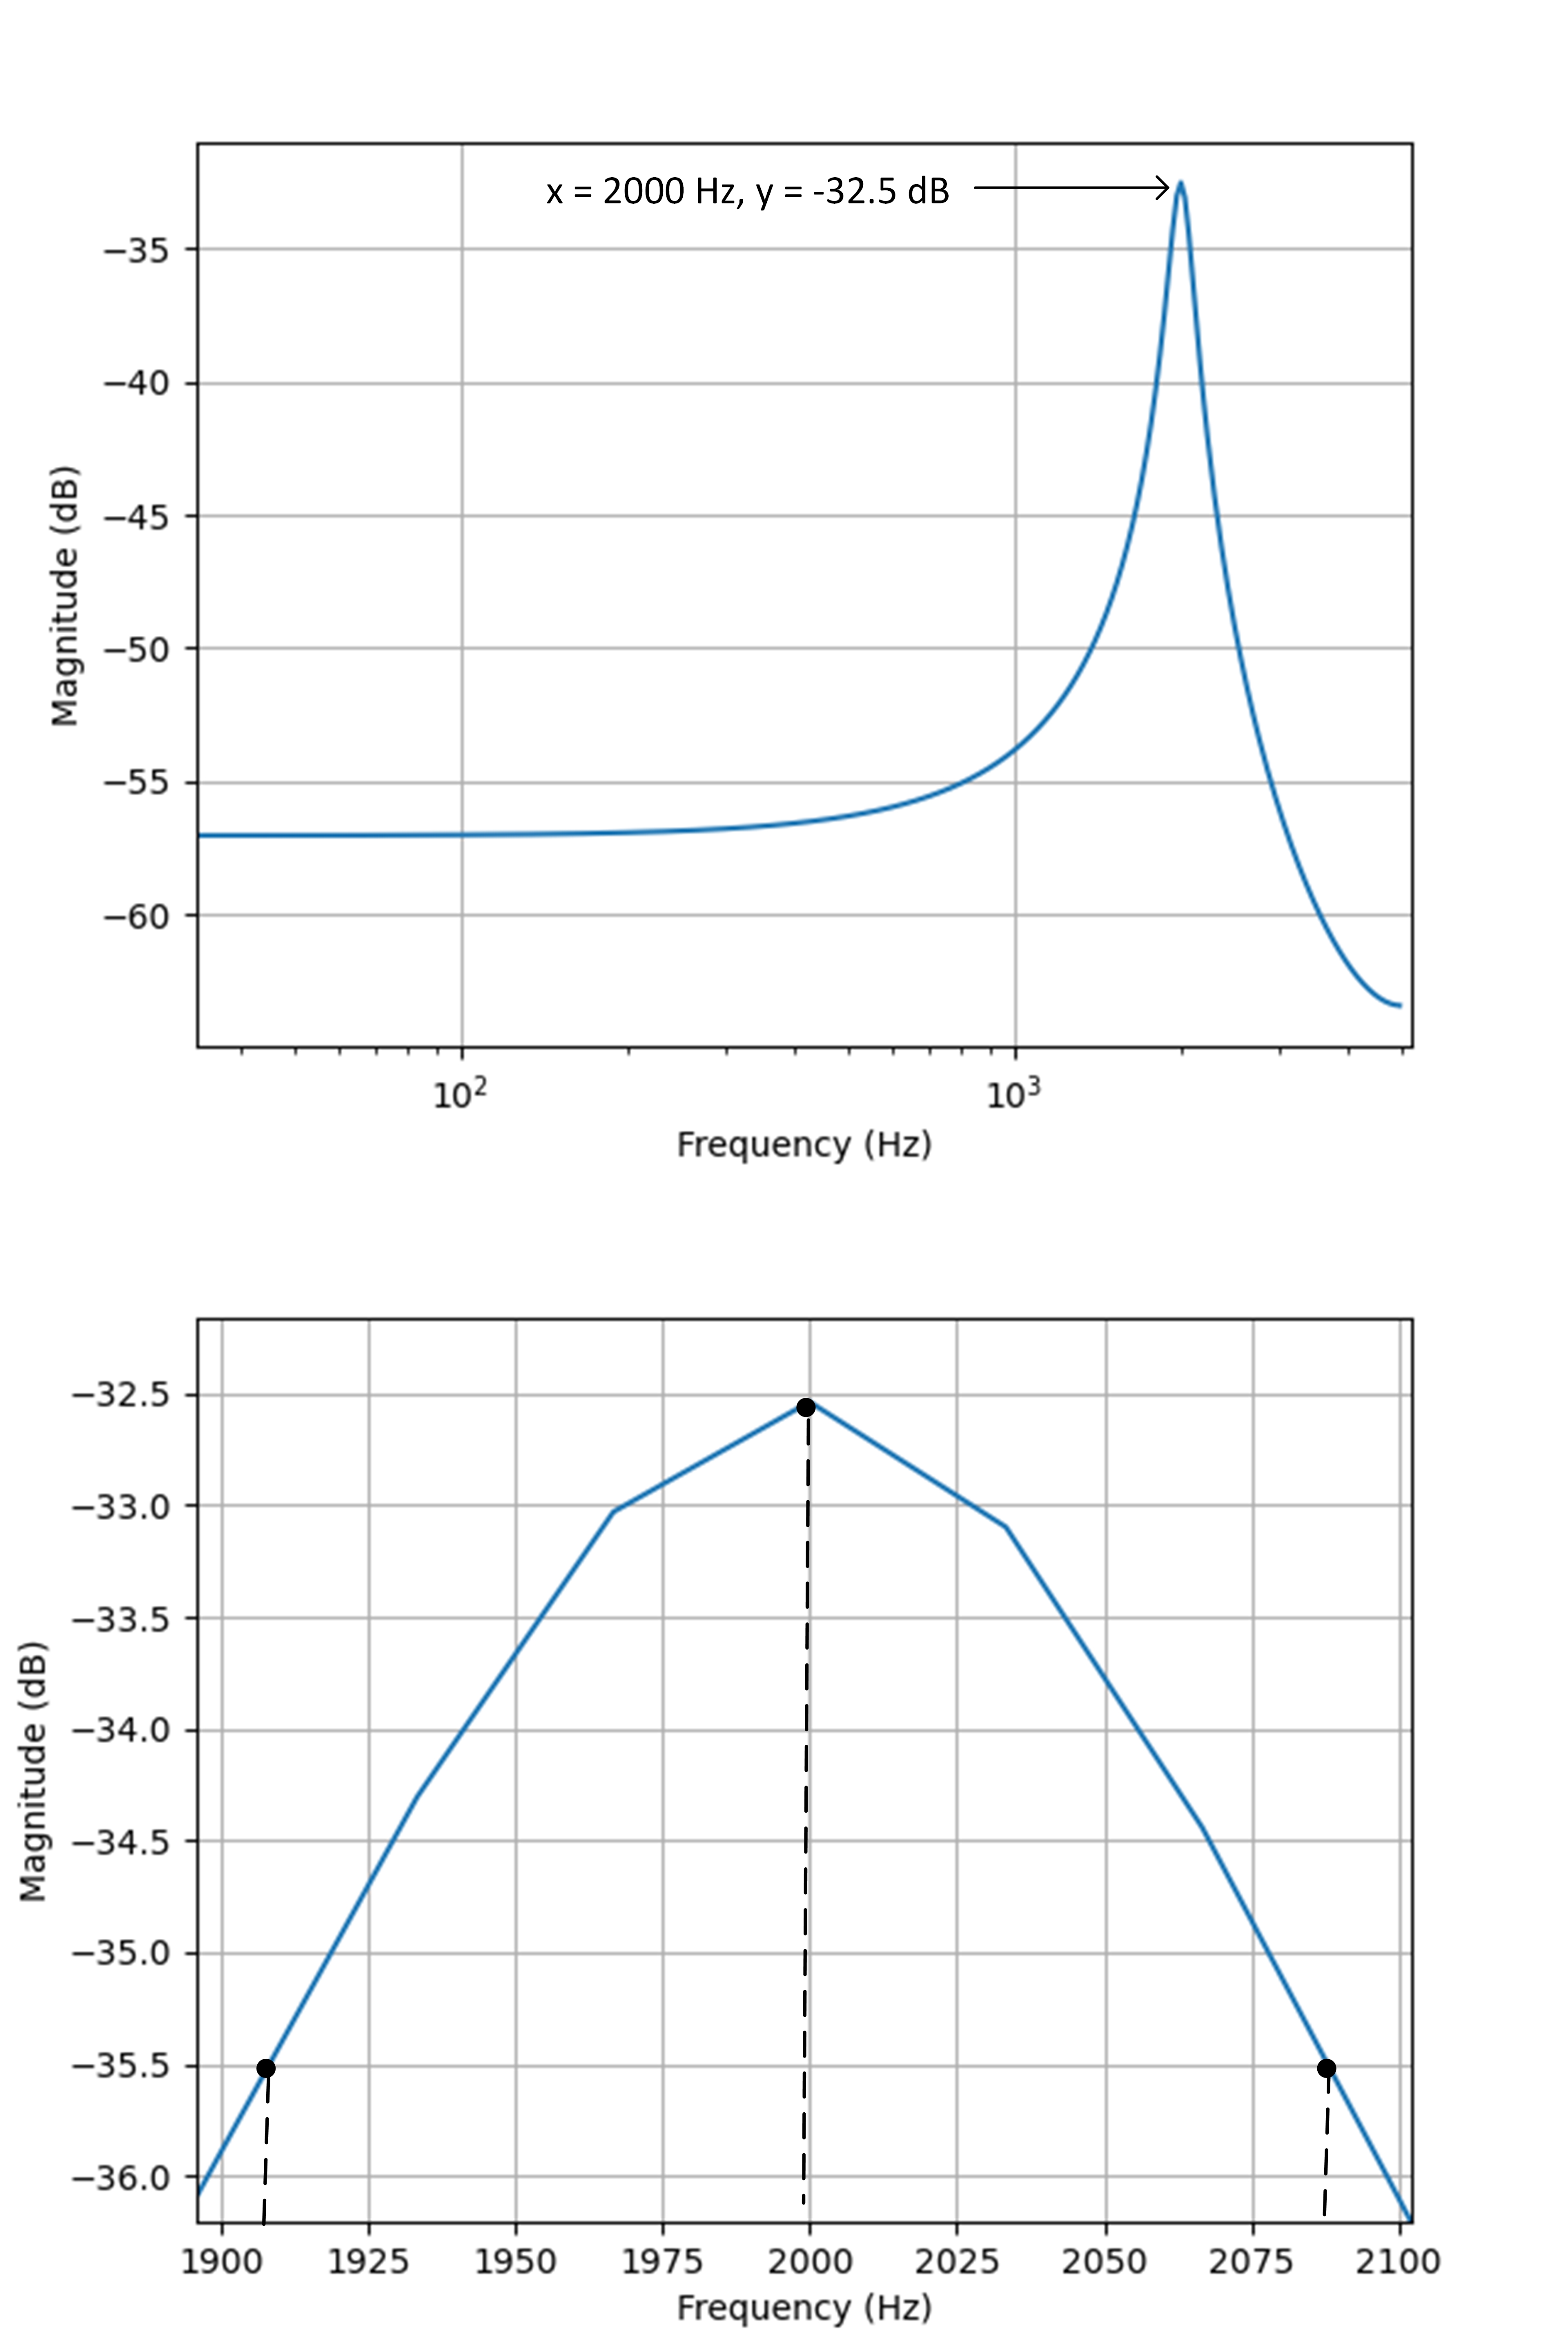 x = 2000 Hz, y = -32.5 dB
−35
−40
−45
−50
−55
−60
Magnitude (dB)
10²
10³
Frequency (Hz)
−32.5
−33.0
−33.5
−34.0
−34.5
−35.0
−35.5
−36.0
Magnitude (dB)
1900 1925 1950 1975 2000 2025 2050 2075 2100
Frequency (Hz)